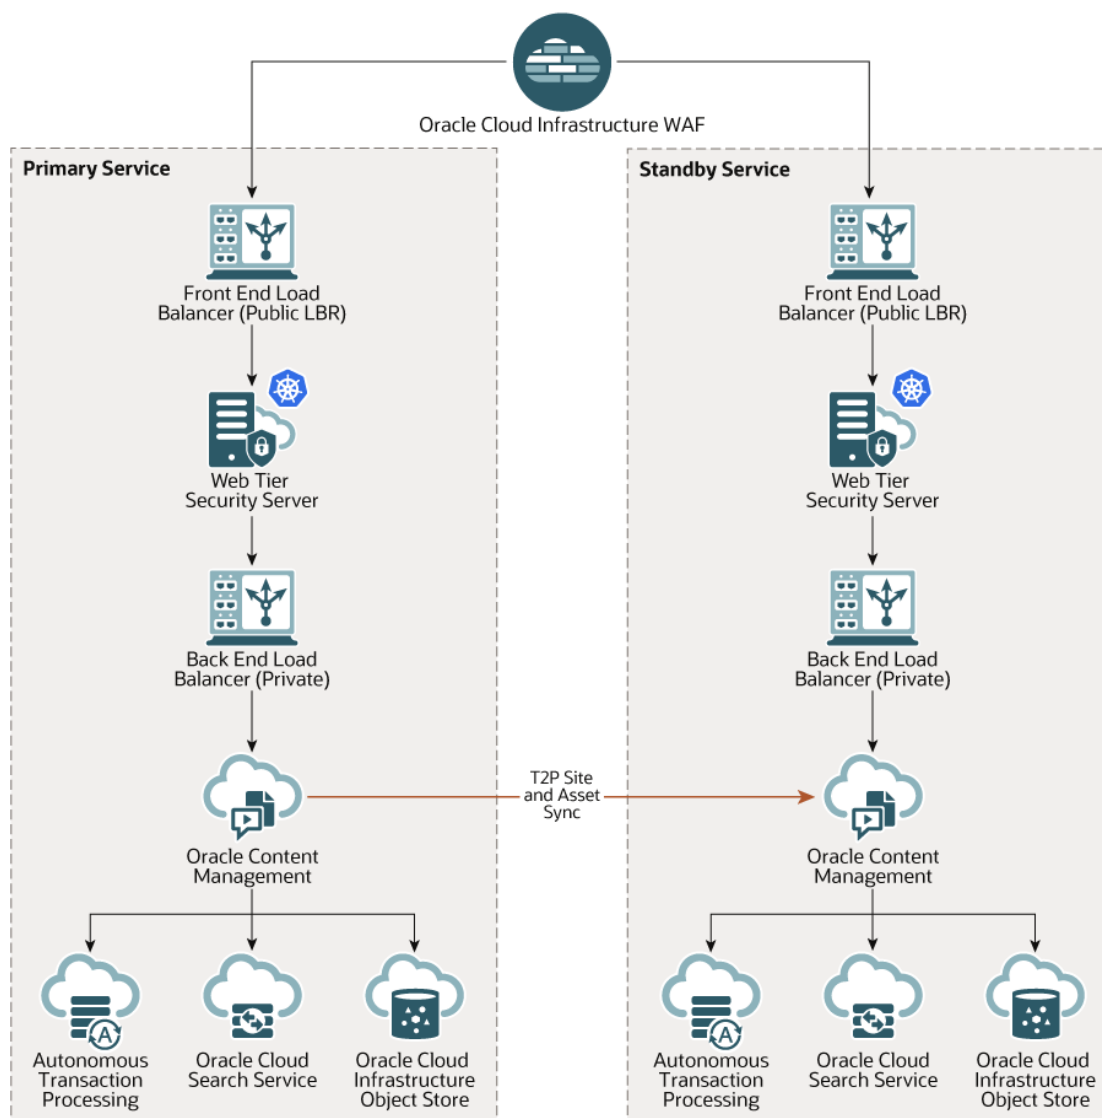 Oracle Cloud Infrastructure WAF
Primary Service
Front End Load
Balancer (Public LBR)
Web Tier
Security Server
Back End Load
Balancer (Private)
Oracle Content
Management
Autonomous
Transaction
Processing
Oracle Cloud
Search Service
Oracle Cloud
Infrastructure
Object Store
T2P Site
and Asset
Sync
Standby Service
Front End Load
Balancer (Public LBR)
Web Tier
Security Server
Back End Load
Balancer (Private)
Oracle Content
Management
Autonomous
Transaction
Processing
Oracle Cloud
Search Service
Oracle Cloud
Infrastructure
Object Store